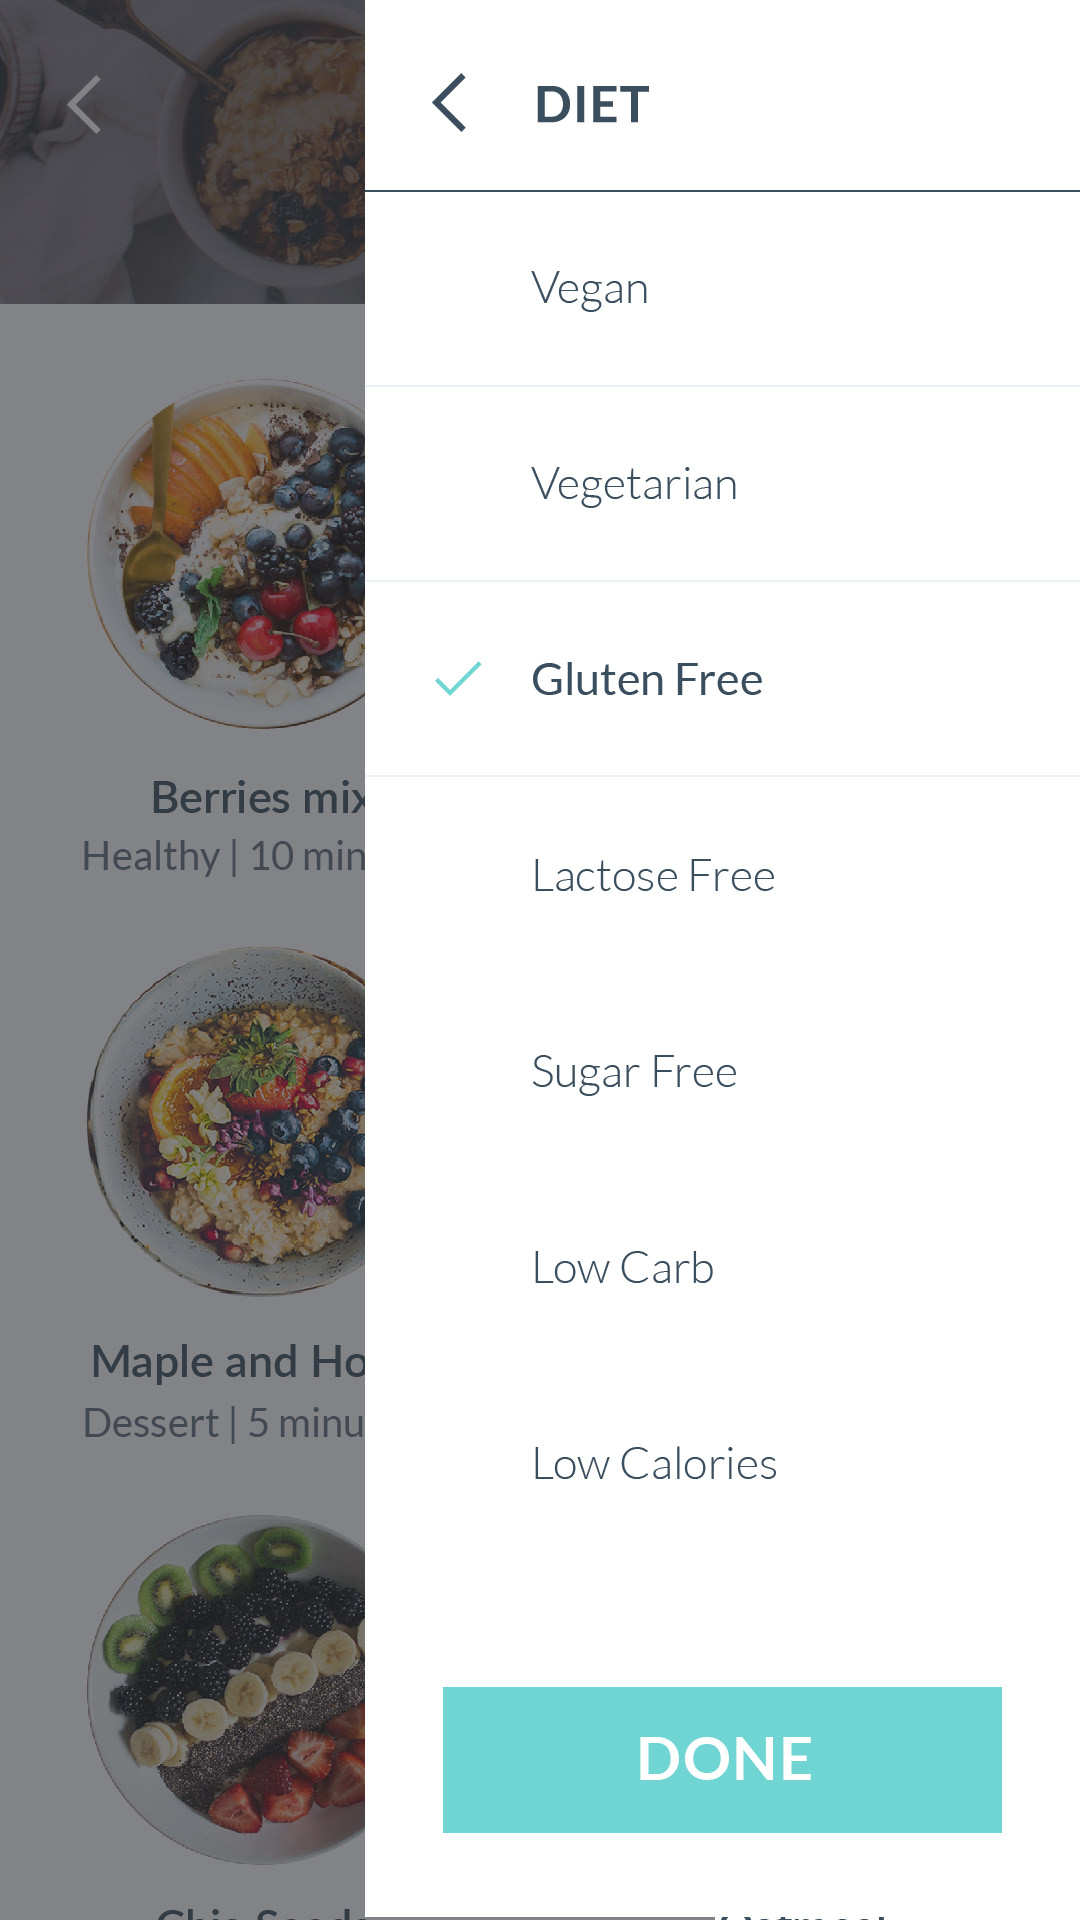 DIET
Vegan
Vegetarian
Gluten Free
Lactose Free
Sugar Free
Low Carb
Low Calories
DONE
Berries mix
Healthy | 10 min
Maple and Ho
Dessert | 5 minu